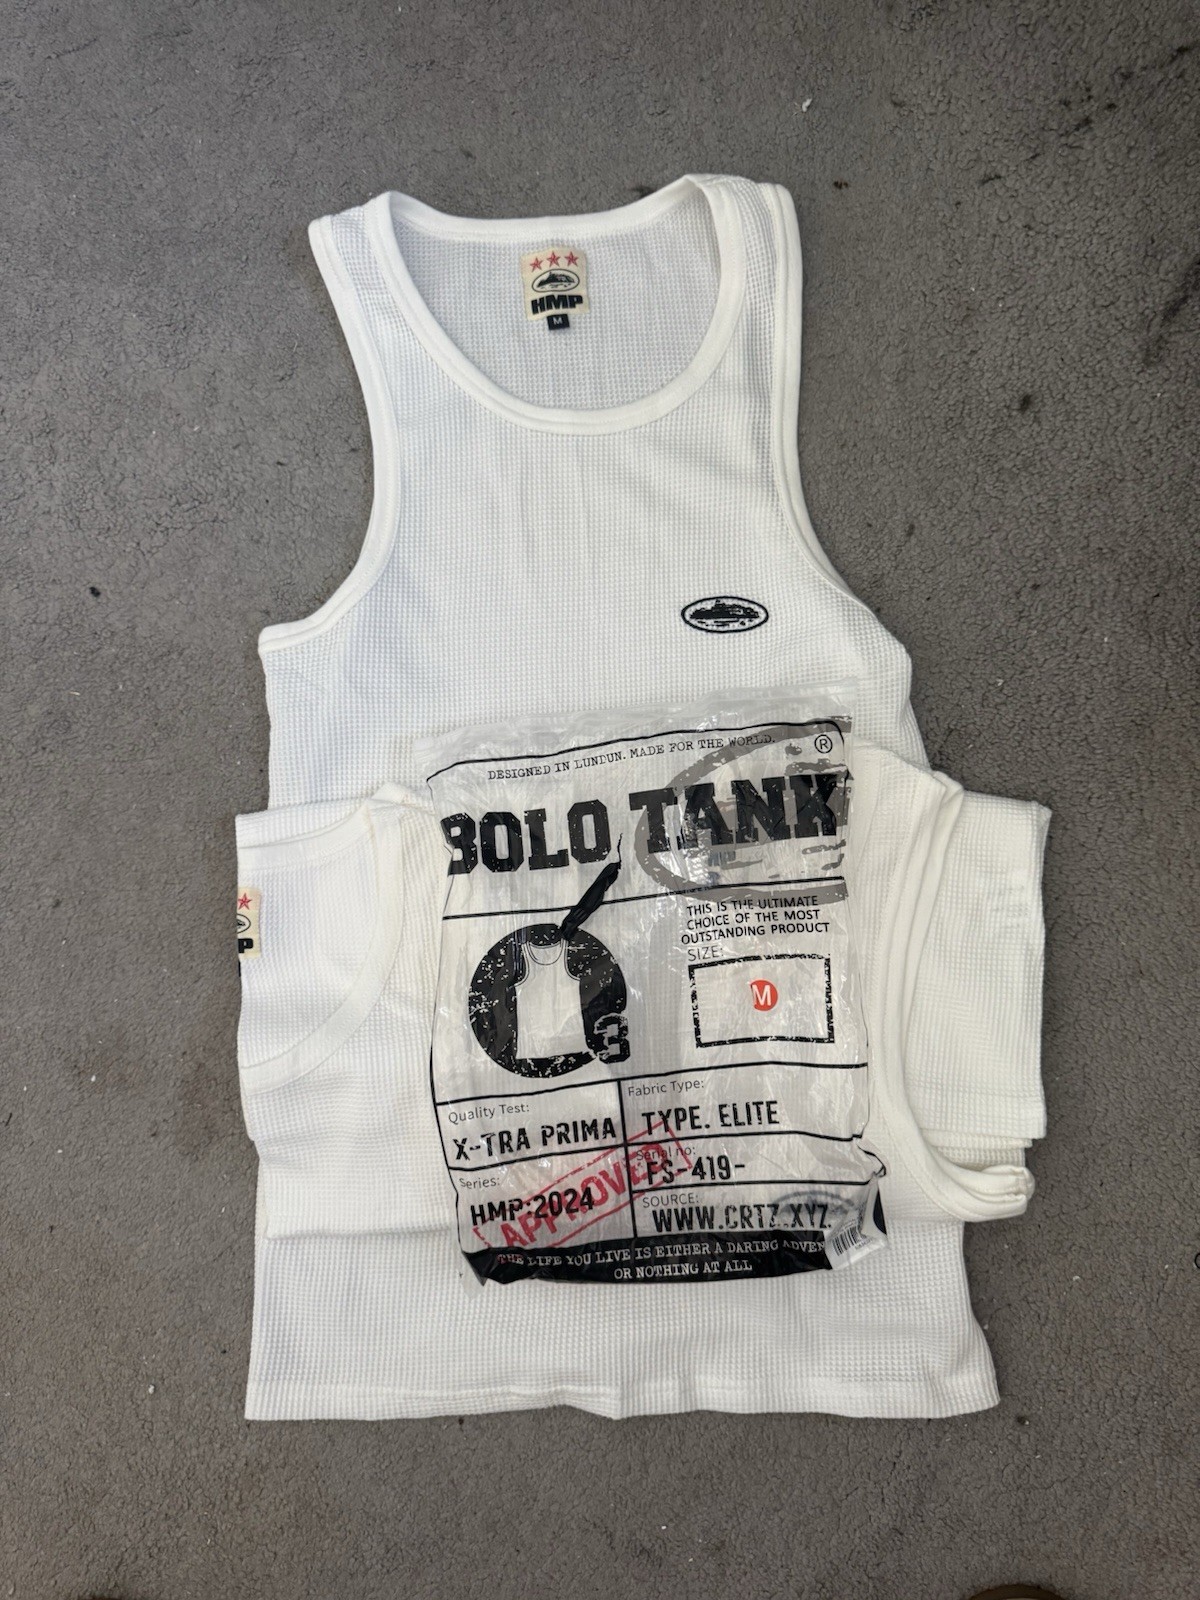 HMP
M
P
DESIGNED IN LUNDUN. MADE FOR THE WORLD.
®
BOLO TANK
THIS IS THE ULTIMATE
CHOICE OF THE MOST
OUTSTANDING PRODUCT
SIZE:
M
3
Quality Test:
X-TRA PRIMA
Fabric Type:
TYPE. ELITE
Series:
HMP:2024
Serial no:
FS-419-
APPROVED
SOURCE:
WWW.CRTZ.XYZ
THE LIFE YOU LIVE IS EITHER A DARING ADVEN
OR NOTHING AT ALL